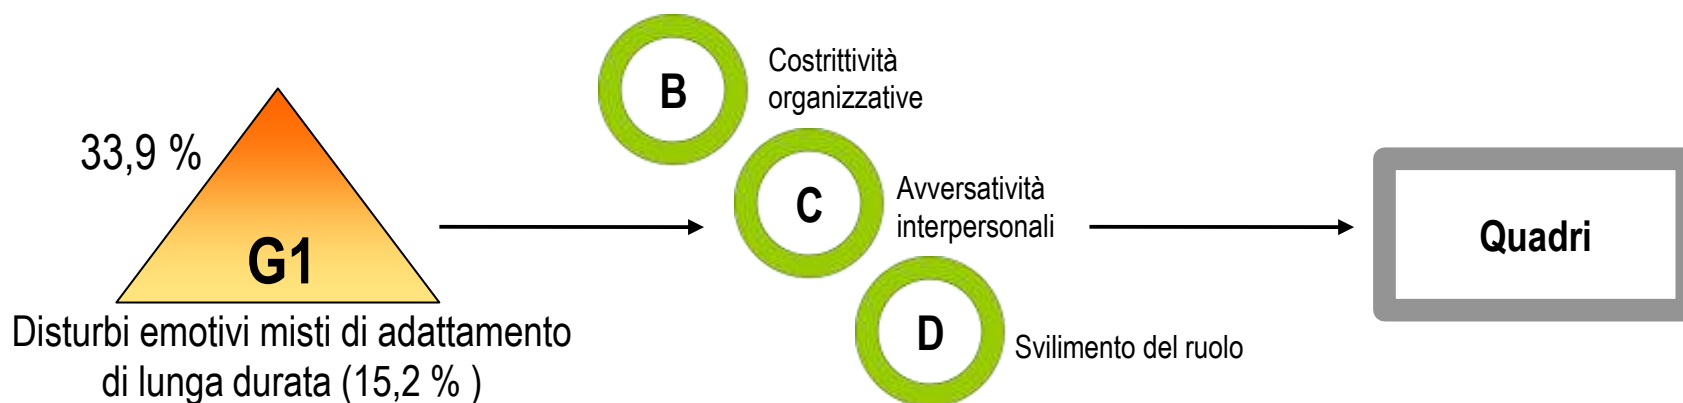 33,9 %
G1
Disturbi emotivi misti di adattamento
di lunga durata (15,2 % )
B
Costrittività
organizzative
C
Avversatività
interpersonali
D
Svilimento del ruolo
Quadri